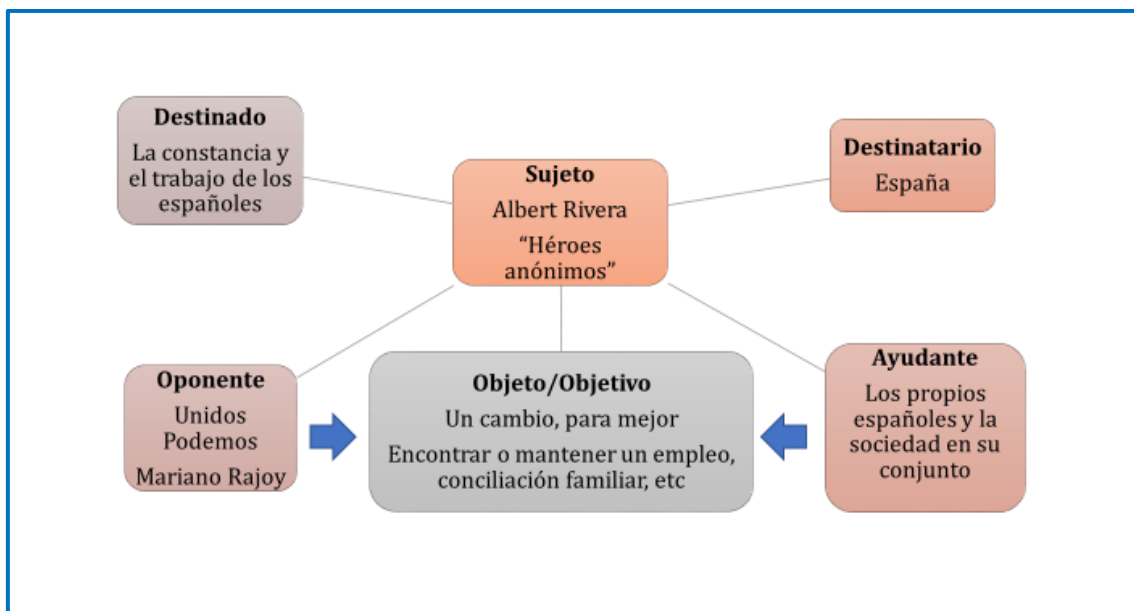 Destinado
La constancia y
el trabajo de los
españoles
Destinatario
España
Sujeto
Albert Rivera
“Héroes
anónimos”
Oponente
Unidos
Podemos
Mariano Rajoy
Objeto/Objetivo
Un cambio, para mejor
Encontrar o mantener un empleo,
conciliación familiar, etc
Ayudante
Los propios
españoles y la
sociedad en su
conjunto